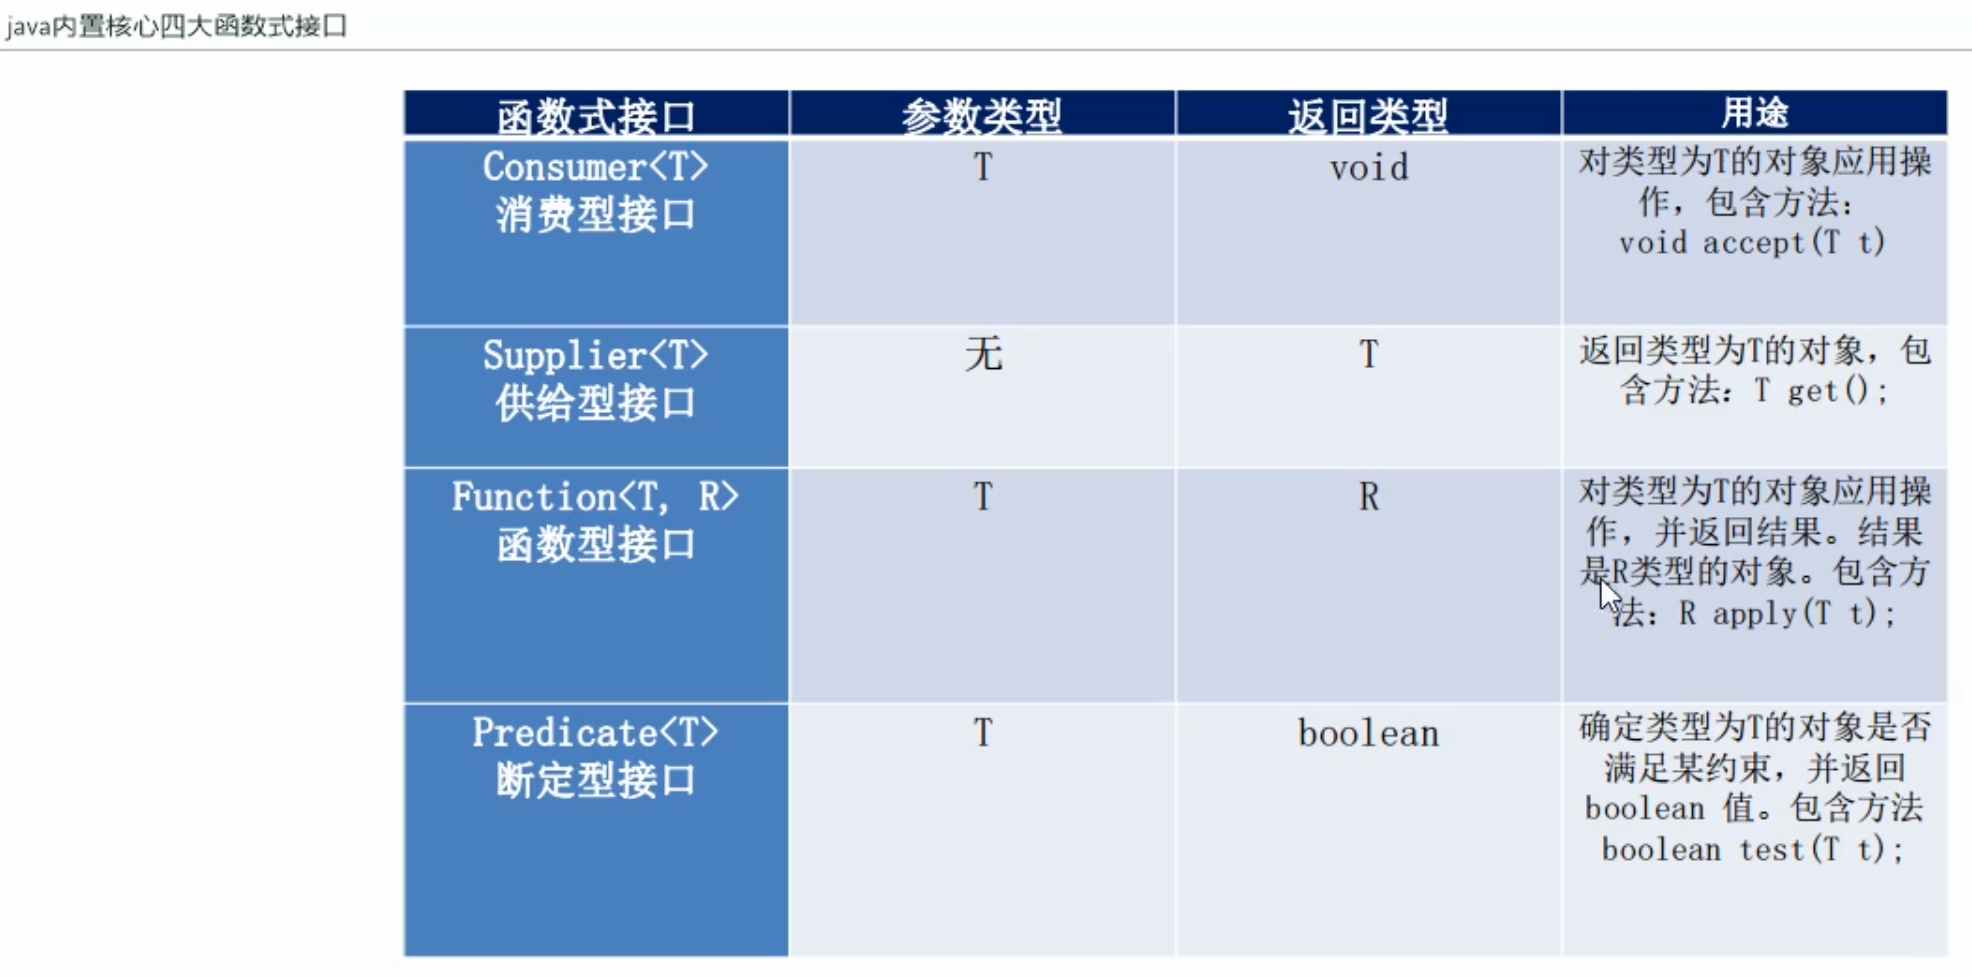 java内置核心四大函数式接口
函数式接口 参数类型 返回类型 用途
Consumer<T>
消费型接口
T
void
对类型为T的对象应用操
作，包含方法：
void accept(T t)
Supplier<T>
供给型接口
无
T
返回类型为T的对象，包
含方法：T get();
Function<T, R>
函数型接口
T
R
对类型为T的对象应用操
作，并返回结果。结果
是R类型的对象。包含方
法：R apply(T t);
Predicate<T>
断定型接口
T
boolean
确定类型为T的对象是否
满足某约束，并返回
boolean 值。包含方法
boolean test(T t);